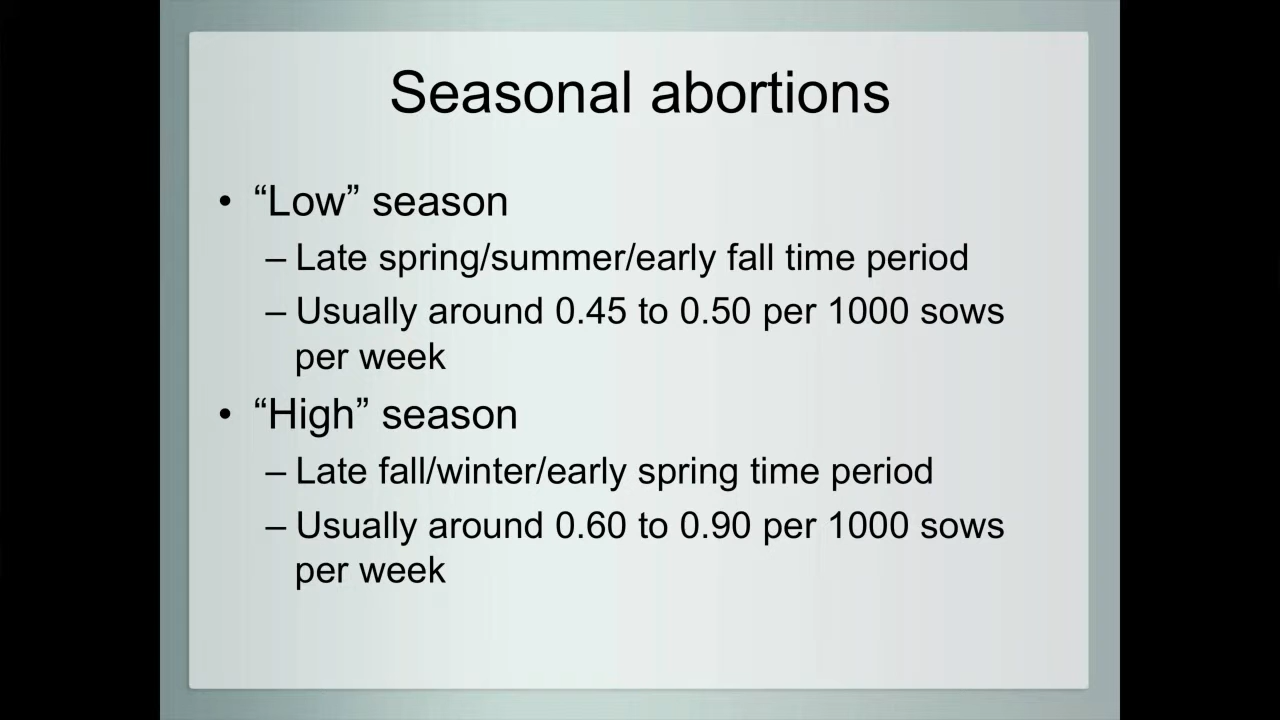 Seasonal abortions
• “Low” season
– Late spring/summer/early fall time period
– Usually around 0.45 to 0.50 per 1000 sows
per week
• “High” season
– Late fall/winter/early spring time period
– Usually around 0.60 to 0.90 per 1000 sows
per week